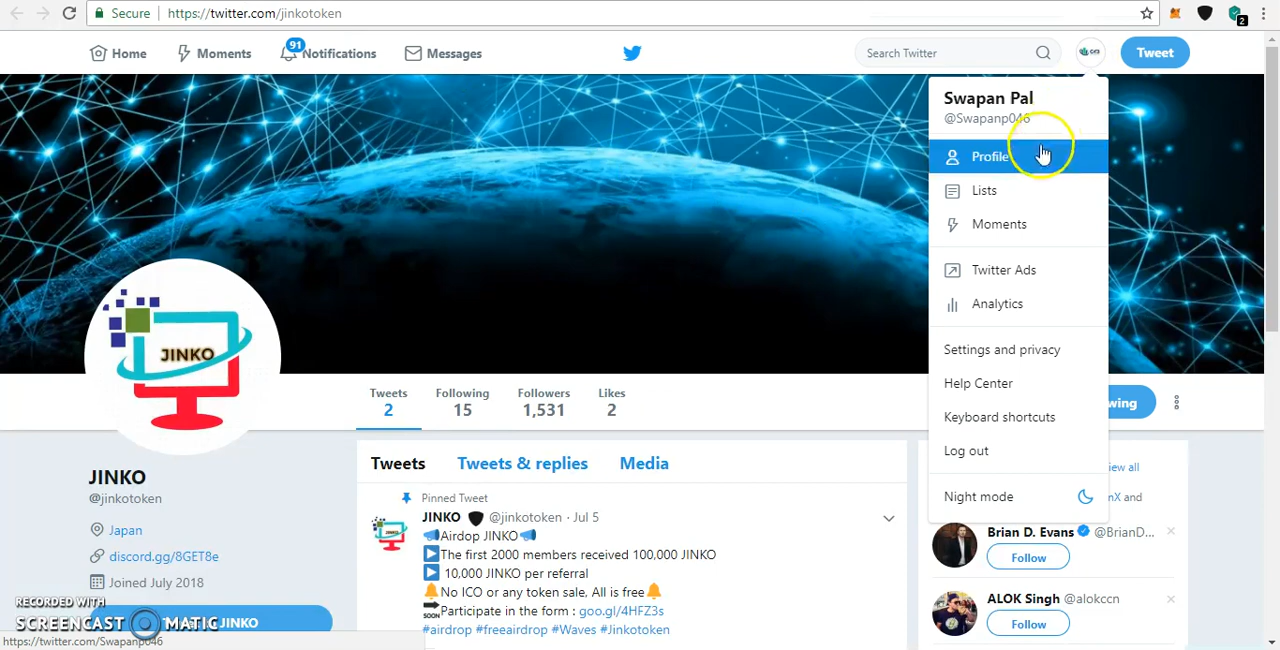 Secure https://twitter.com/jinkotoken
2
Home Moments 91 Notifications Messages Search Twitter Tweet
Swapan Pal
@Swapanp046
Profile
Lists
Moments
Twitter Ads
Analytics
Settings and privacy
Help Center
Keyboard shortcuts
Log out
Night mode
JINKO
Tweets Following Followers Likes
2 15 1,531 2
wing
JINKO
@jinkotoken
Japan
discord.gg/8GET8e
Joined July 2018
JINKO
Tweets Tweets & replies Media
Pinned Tweet
JINKO @jinkotoken · Jul 5
Airdop JINKO
The first 2000 members received 100,000 JINKO
10,000 JINKO per referral
No ICO or any token sale, All is free
SOON Participate in the form : goo.gl/4HFZ3s
#airdrop #freeairdrop #Waves #Jinkotoken
iew all
nX and
Brian D. Evans @BrianD...
Follow
ALOK Singh @alokccn
Follow
RECORDED WITH
SCREENCAST MATIC
https://twitter.com/Swapanp046